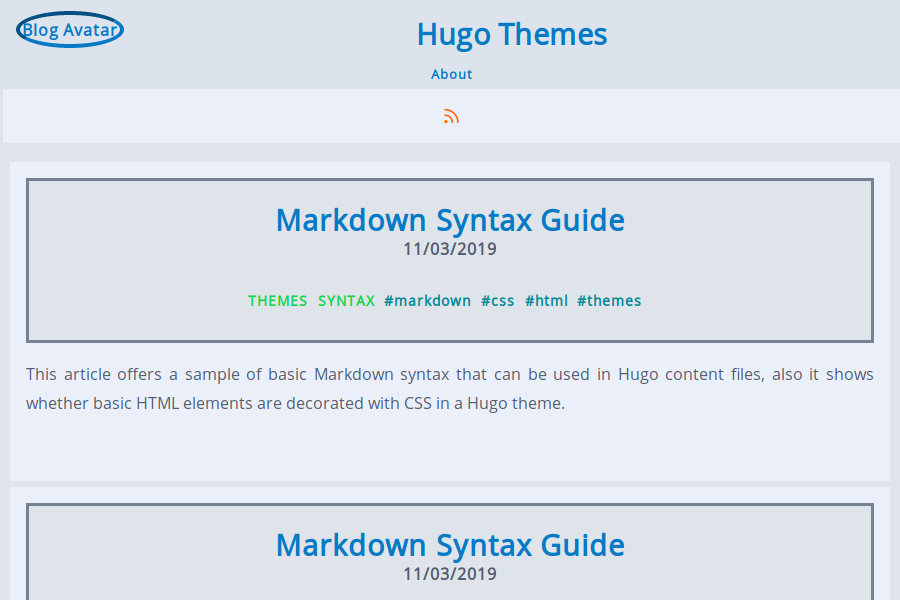 Blog Avatar
Hugo Themes
About
Markdown Syntax Guide
11/03/2019
THEMES SYNTAX #markdown #css #html #themes
This article offers a sample of basic Markdown syntax that can be used in Hugo content files, also it shows
whether basic HTML elements are decorated with CSS in a Hugo theme.
Markdown Syntax Guide
11/03/2019